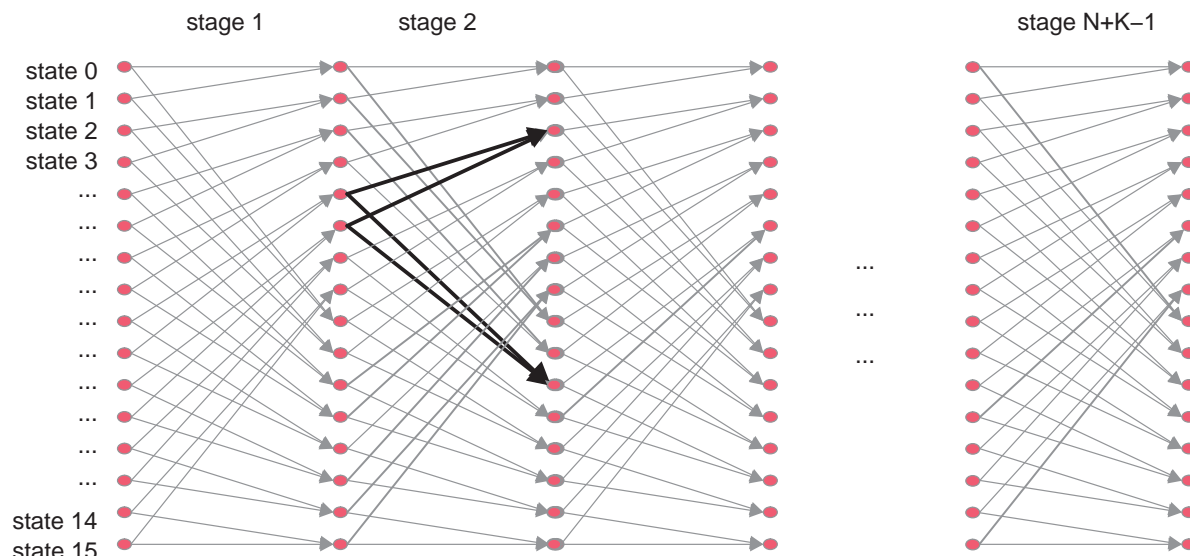 stage 1
stage 2
stage N+K−1
state 0
state 1
state 2
state 3
...
...
...
...
...
...
...
...
...
...
state 14
state 15
...
...
...